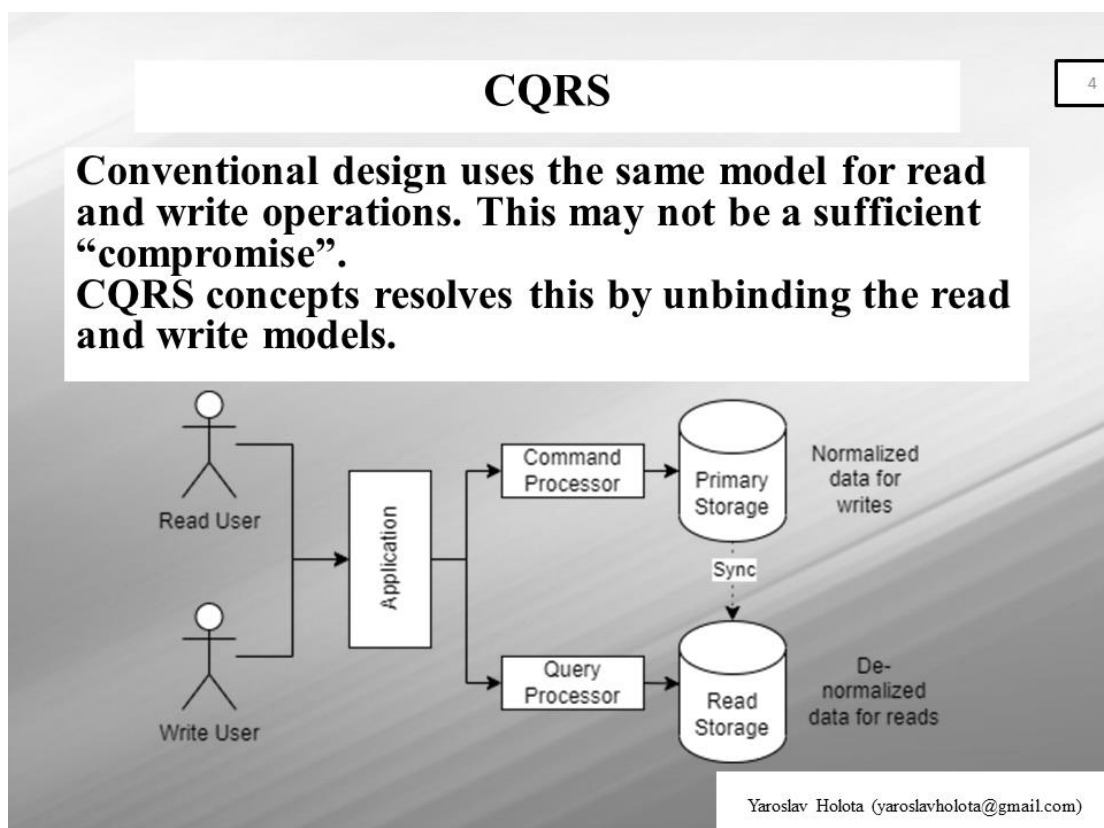 CQRS
4
Conventional design uses the same model for read
and write operations. This may not be a sufficient
“compromise”.
CQRS concepts resolves this by unbinding the read
and write models.
Read User
Write User
Application
Command
Processor
Query
Processor
Primary
Storage
Sync
Read
Storage
Normalized
data for
writes
De-
normalized
data for reads
Yaroslav Holota (yaroslavholota@gmail.com)